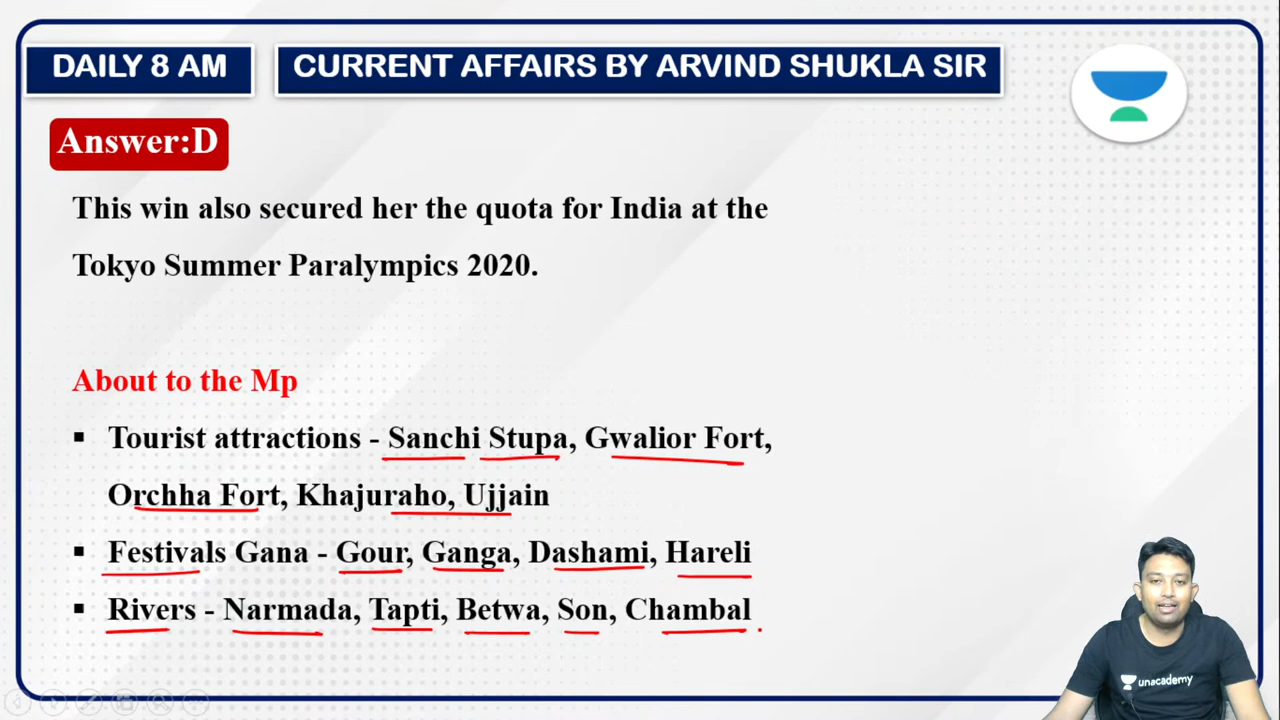 DAILY 8 AM
CURRENT AFFAIRS BY ARVIND SHUKLA SIR
Answer:D
This win also secured her the quota for India at the
Tokyo Summer Paralympics 2020.
About to the Mp
▪ Tourist attractions - Sanchi Stupa, Gwalior Fort,
Orchha Fort, Khajuraho, Ujjain
▪ Festivals Gana - Gour, Ganga, Dashami, Hareli
▪ Rivers - Narmada, Tapti, Betwa, Son, Chambal
unacademy